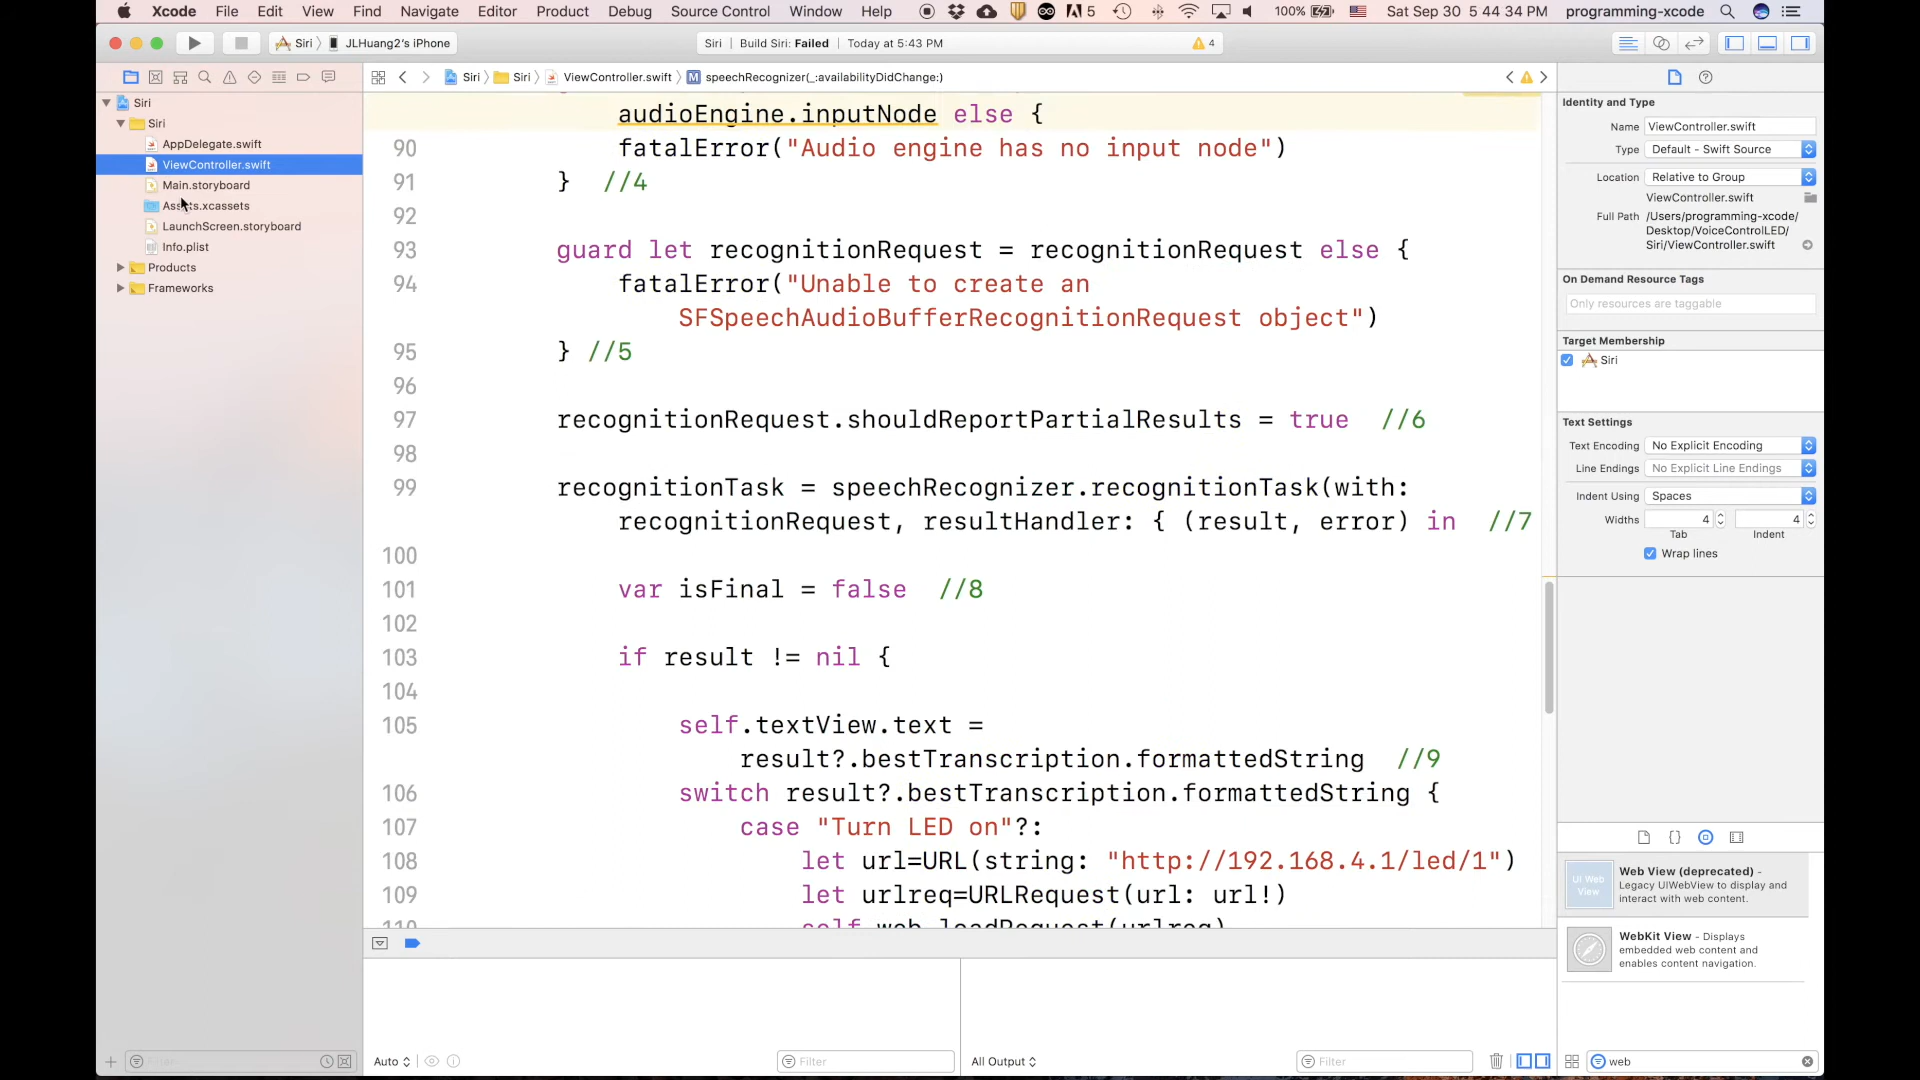 Xcode File Edit View Find Navigate Editor Product Debug Source Control Window Help 5 100% Sat Sep 30 5 44 34 PM programming-xcode
Siri JLHuang2's iPhone Siri | Build Siri: Failed | Today at 5:43 PM 4
Siri Siri ViewController.swift M speechRecognizer(_:availabilityDidChange:)
Siri
Siri
AppDelegate.swift
ViewController.swift
Main.storyboard
Assets.xcassets
LaunchScreen.storyboard
Info.plist
Products
Frameworks
audioEngine.inputNode else {
90 fatalError("Audio engine has no input node")
91 } //4
92
93 guard let recognitionRequest = recognitionRequest else {
94 fatalError("Unable to create an
SFSpeechAudioBufferRecognitionRequest object")
95 } //5
96
97 recognitionRequest.shouldReportPartialResults = true //6
98
99 recognitionTask = speechRecognizer.recognitionTask(with:
recognitionRequest, resultHandler: { (result, error) in //7
100
101 var isFinal = false //8
102
103 if result != nil {
104
105 self.textView.text =
result?.bestTranscription.formattedString //9
106 switch result?.bestTranscription.formattedString {
107 case "Turn LED on"?:
108 let url=URL(string: "http://192.168.4.1/led/1")
109 let urlreq=URLRequest(url: url!)
110 self.web.loadRequest(urlreq)
Auto Filter All Output Filter
Identity and Type
Name ViewController.swift
Type Default - Swift Source
Location Relative to Group
ViewController.swift
Full Path /Users/programming-xcode/
Desktop/VoiceControlLED/
Siri/ViewController.swift
On Demand Resource Tags
Only resources are taggable
Target Membership
Siri
Text Settings
Text Encoding No Explicit Encoding
Line Endings No Explicit Line Endings
Indent Using Spaces
Widths 4 4
Tab Indent
Wrap lines
UI Web
View
Web View (deprecated) -
Legacy UIWebView to display and
interact with web content.
WebKit View - Displays
embedded web content and
enables content navigation.
web